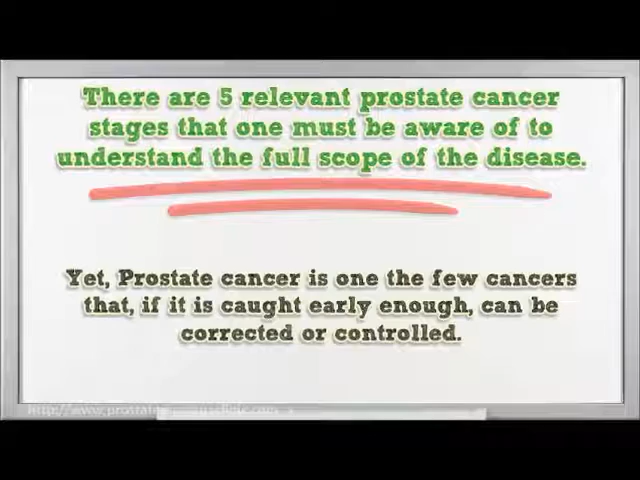 There are 5 relevant prostate cancer
stages that one must be aware of to
understand the full scope of the disease.
Yet, Prostate cancer is one the few cancers
that, if it is caught early enough, can be
corrected or controlled.